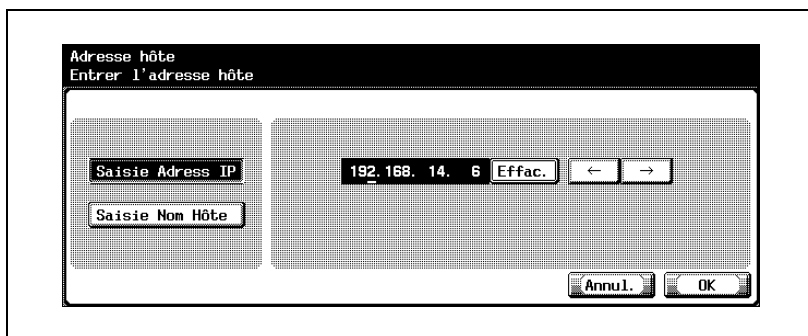 Adresse hôte
Entrer l'adresse hôte
Saisie Adress IP
192.168. 14. 6 Effac. ← →
Saisie Nom Hôte
Annul. OK